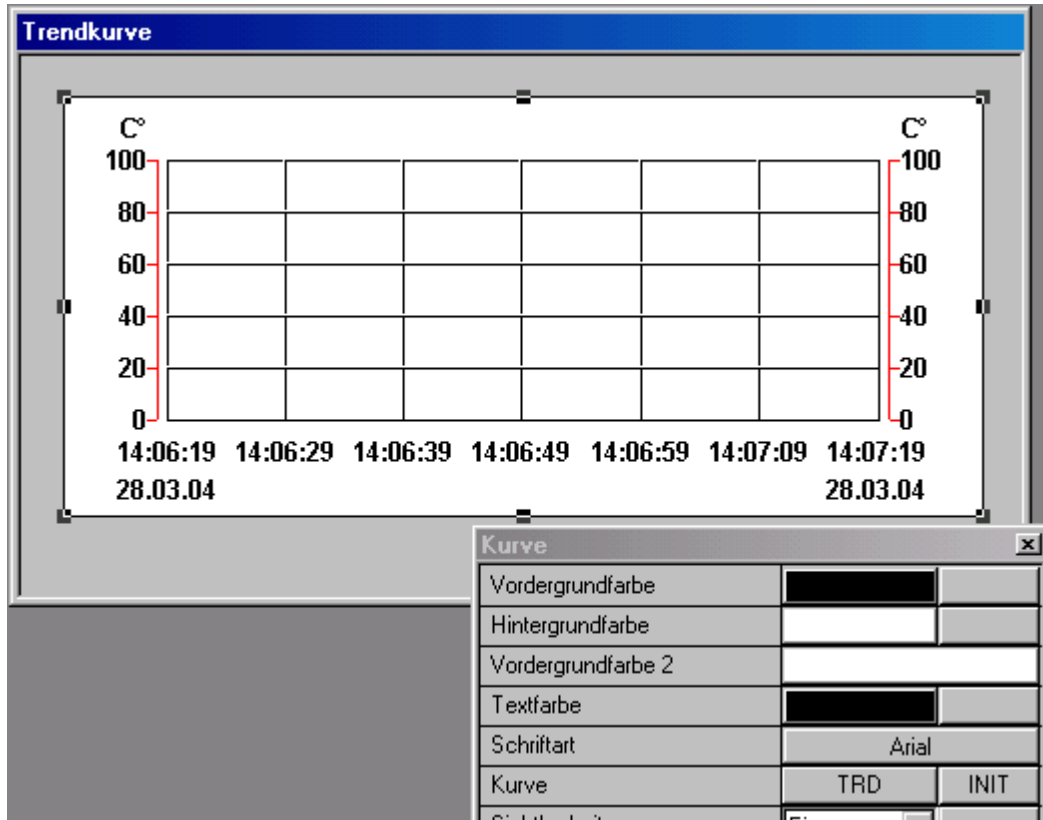 Trendkurve
C° C°
100 100
80 80
60 60
40 40
20 20
0 0
14:06:19 14:06:29 14:06:39 14:06:49 14:06:59 14:07:09 14:07:19
28.03.04 28.03.04
Kurve
Vordergrundfarbe
Hintergrundfarbe
Vordergrundfarbe 2
Textfarbe
Schriftart Arial
Kurve TRD INIT